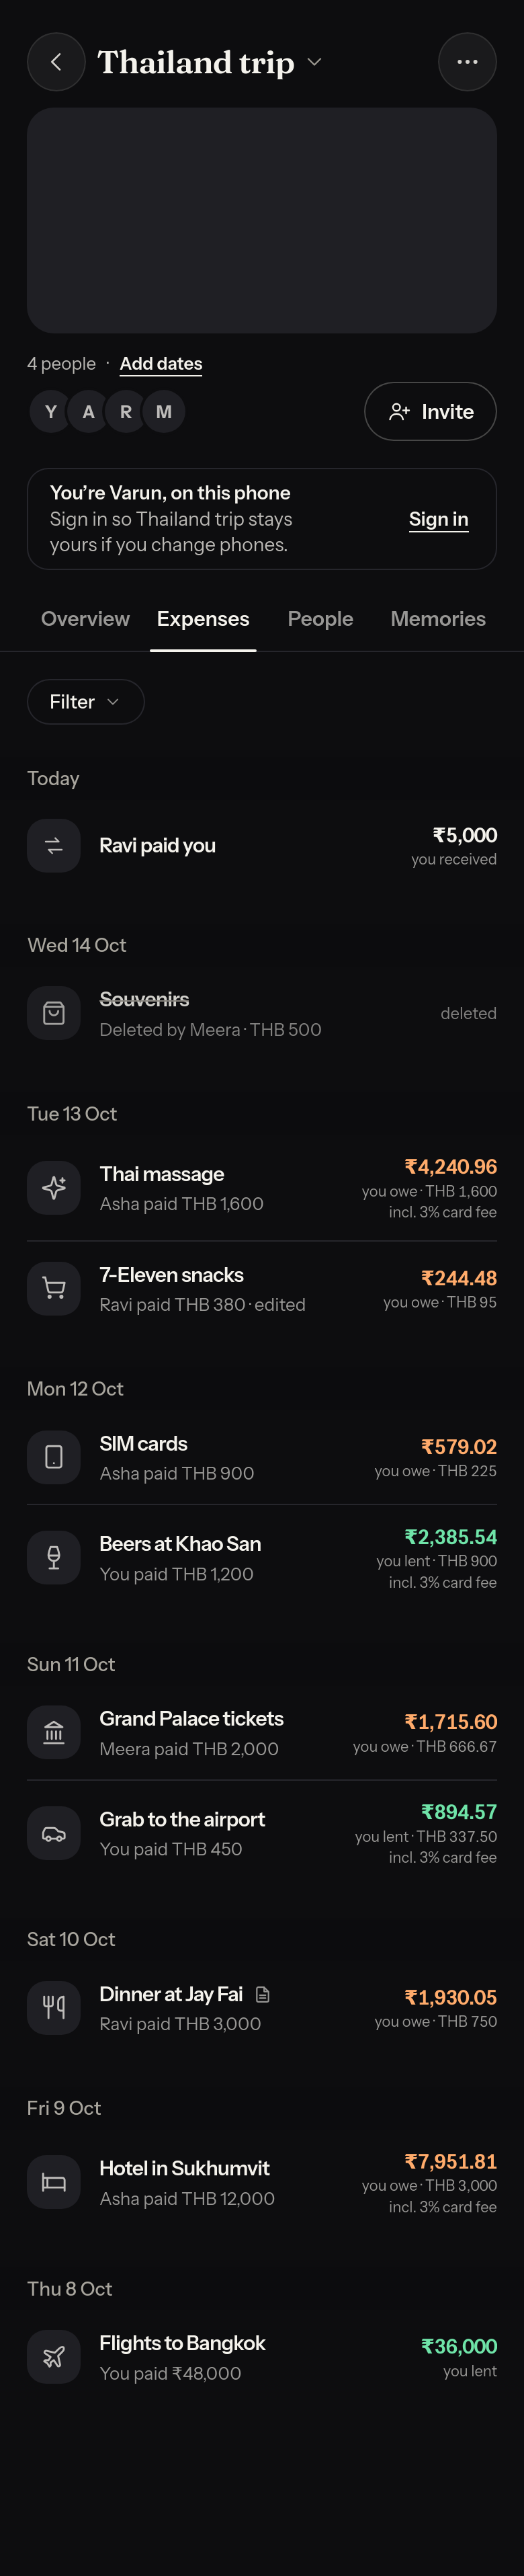 Thailand trip
4 people · Add dates
Y A R M
Invite
You’re Varun, on this phone
Sign in so Thailand trip stays
yours if you change phones.
Sign in
Overview Expenses People Memories
Filter
Today
Ravi paid you
₹5,000
you received
Wed 14 Oct
Souvenirs
Deleted by Meera · THB 500
deleted
Tue 13 Oct
Thai massage
Asha paid THB 1,600
₹4,240.96
you owe · THB 1,600
incl. 3% card fee
7-Eleven snacks
Ravi paid THB 380 · edited
₹244.48
you owe · THB 95
Mon 12 Oct
SIM cards
Asha paid THB 900
₹579.02
you owe · THB 225
Beers at Khao San
You paid THB 1,200
₹2,385.54
you lent · THB 900
incl. 3% card fee
Sun 11 Oct
Grand Palace tickets
Meera paid THB 2,000
₹1,715.60
you owe · THB 666.67
Grab to the airport
You paid THB 450
₹894.57
you lent · THB 337.50
incl. 3% card fee
Sat 10 Oct
Dinner at Jay Fai
Ravi paid THB 3,000
₹1,930.05
you owe · THB 750
Fri 9 Oct
Hotel in Sukhumvit
Asha paid THB 12,000
₹7,951.81
you owe · THB 3,000
incl. 3% card fee
Thu 8 Oct
Flights to Bangkok
You paid ₹48,000
₹36,000
you lent